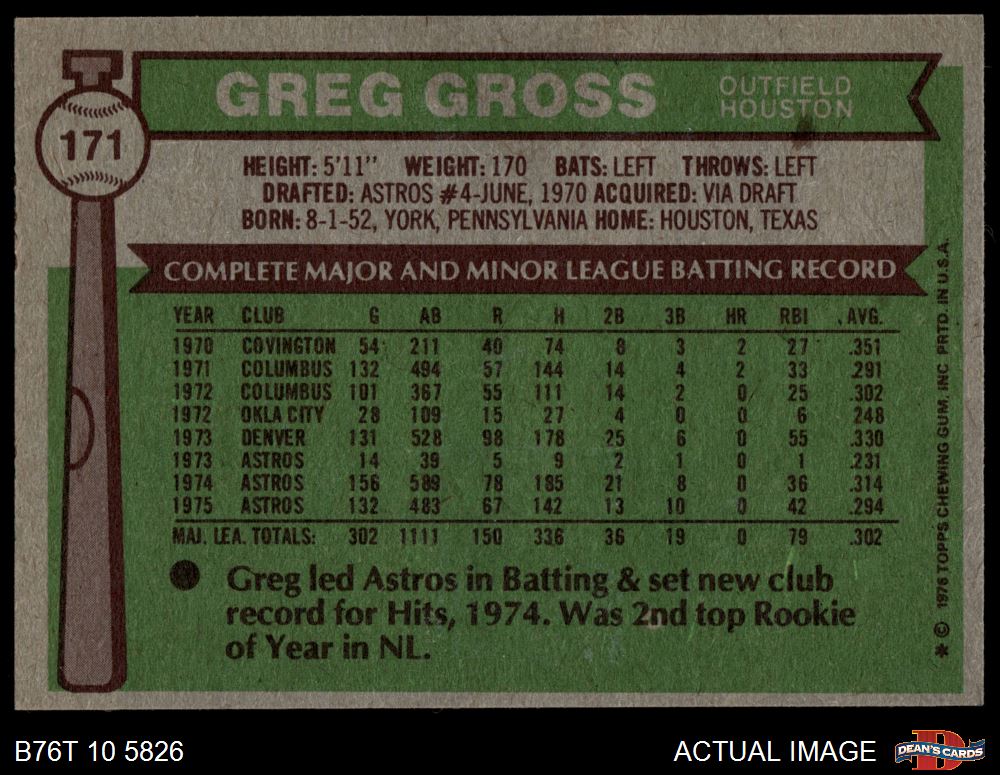 GREG GROSS
OUTFIELD
HOUSTON
171
HEIGHT: 5'11" WEIGHT: 170 BATS: LEFT THROWS: LEFT
DRAFTED: ASTROS #4-JUNE, 1970 ACQUIRED: VIA DRAFT
BORN: 8-1-52, YORK, PENNSYLVANIA HOME: HOUSTON, TEXAS
COMPLETE MAJOR AND MINOR LEAGUE BATTING RECORD
YEAR CLUB G AB R H 2B 3B HR RBI AVG.
1970 COVINGTON 54 211 40 74 8 3 2 27 .351
1971 COLUMBUS 132 494 57 144 14 4 2 33 .291
1972 COLUMBUS 101 367 55 111 14 2 0 25 .302
1972 OKLA CITY 28 109 15 27 4 0 0 6 .248
1973 DENVER 131 528 98 178 25 6 0 55 .330
1973 ASTROS 14 39 5 9 2 1 0 1 .231
1974 ASTROS 156 589 78 185 21 8 0 36 .314
1975 ASTROS 132 483 67 142 13 10 0 42 .294
MAJ. LEA. TOTALS: 302 1111 150 336 36 19 0 79 .302
Greg led Astros in Batting & set new club
record for Hits, 1974. Was 2nd top Rookie
of Year in NL.
* © 1976 TOPPS CHEWING GUM, INC PRTD. IN U.S.A.
B76T 10 5826
ACTUAL IMAGE
D
DEAN'S CARDS